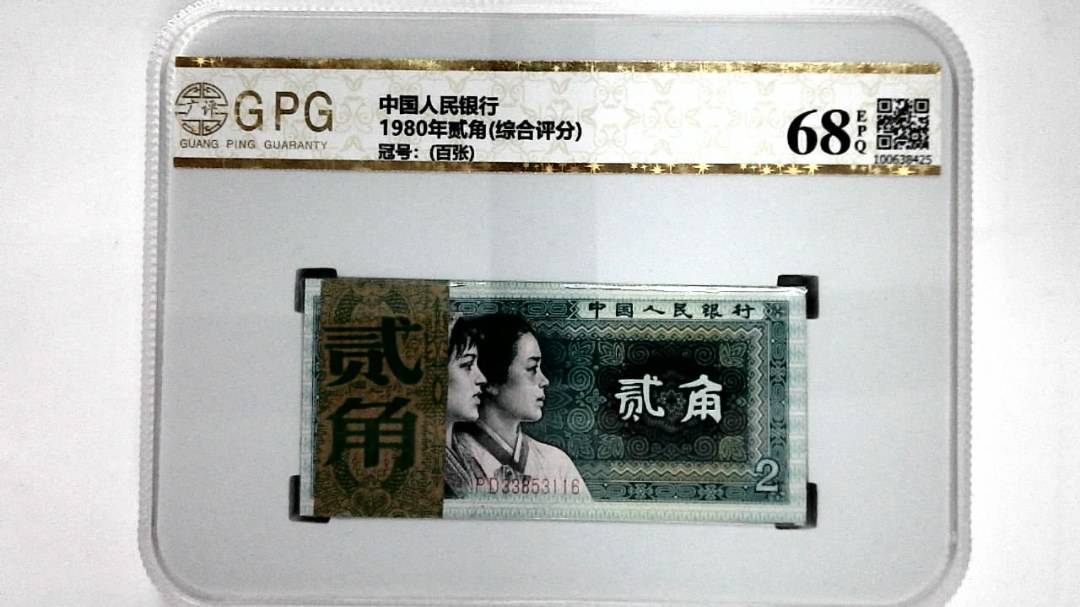 广评
GPG
GUANG PING GUARANTY
中国人民银行
1980年贰角(综合评分)
冠号：(百张)
68
EPQ
100638425
贰角
中国人民银行
贰角
PD33853116
2